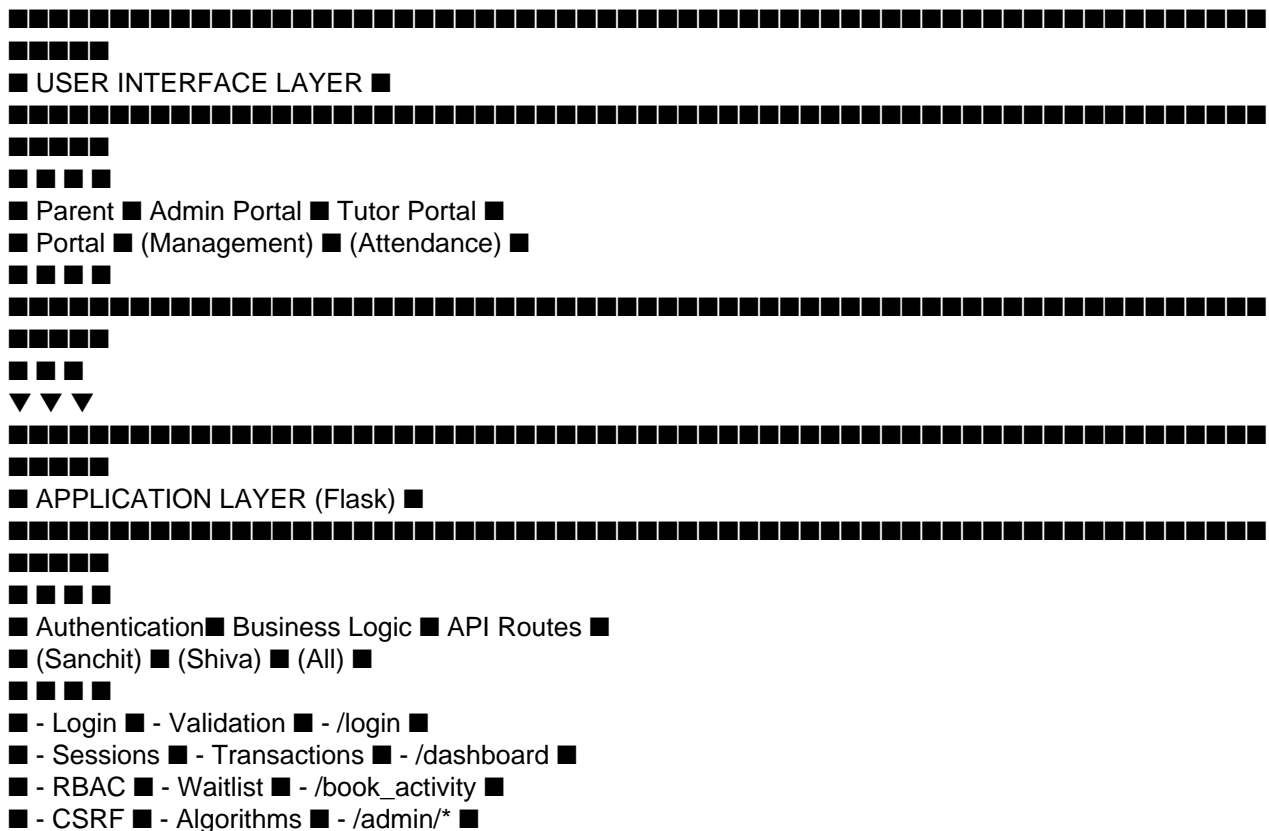 ■■■■■■■■■■■■■■■■■■■■■■■■■■■■■■■■■■■■■■■■■■■■■■■■■■■■■■■■■■■■■■
■■■■■
■ USER INTERFACE LAYER ■
■■■■■■■■■■■■■■■■■■■■■■■■■■■■■■■■■■■■■■■■■■■■■■■■■■■■■■■■■■■■■■
■■■■■
■ ■ ■ ■
■ Parent ■ Admin Portal ■ Tutor Portal ■
■ Portal ■ (Management) ■ (Attendance) ■
■ ■ ■ ■
■■■■■■■■■■■■■■■■■■■■■■■■■■■■■■■■■■■■■■■■■■■■■■■■■■■■■■■■■■■■■■
■■■■■
■ ■ ■
▼ ▼ ▼
■■■■■■■■■■■■■■■■■■■■■■■■■■■■■■■■■■■■■■■■■■■■■■■■■■■■■■■■■■■■■■
■■■■■
■ APPLICATION LAYER (Flask) ■
■■■■■■■■■■■■■■■■■■■■■■■■■■■■■■■■■■■■■■■■■■■■■■■■■■■■■■■■■■■■■■
■■■■■
■ ■ ■ ■
■ Authentication■ Business Logic ■ API Routes ■
■ (Sanchit) ■ (Shiva) ■ (All) ■
■ ■ ■ ■
■ - Login ■ - Validation ■ - /login ■
■ - Sessions ■ - Transactions ■ - /dashboard ■
■ - RBAC ■ - Waitlist ■ - /book_activity ■
■ - CSRF ■ - Algorithms ■ - /admin/* ■